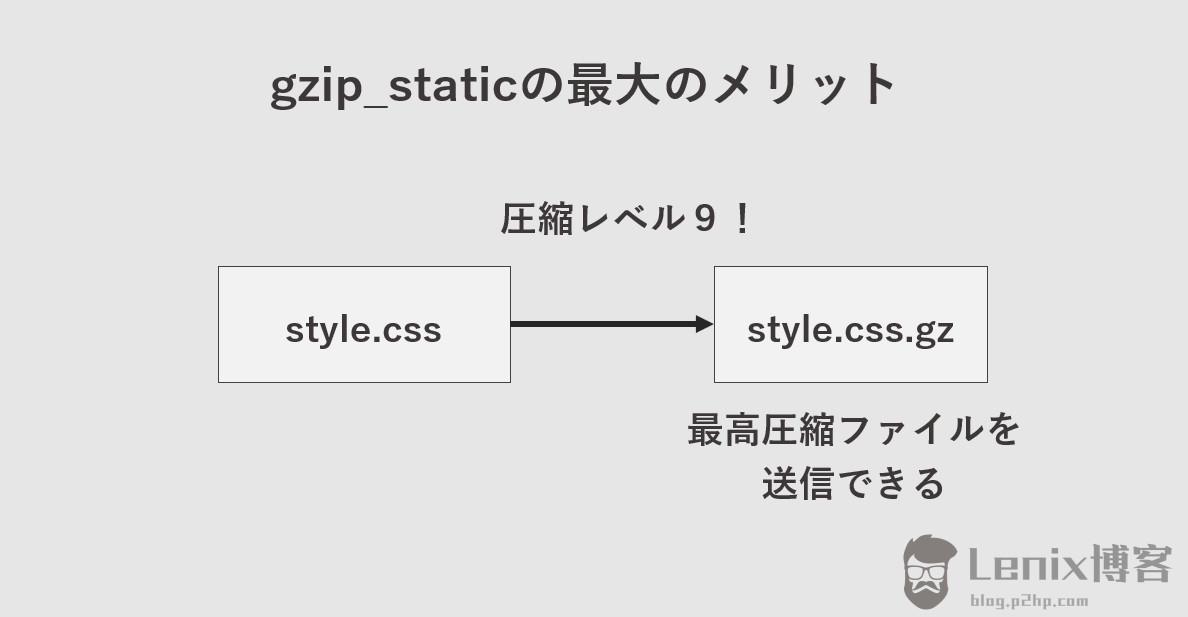 gzip_staticの最大のメリット
圧縮レベル９！
style.css
style.css.gz
最高圧縮ファイルを
送信できる
Lenix博客
blog.p2hp.com